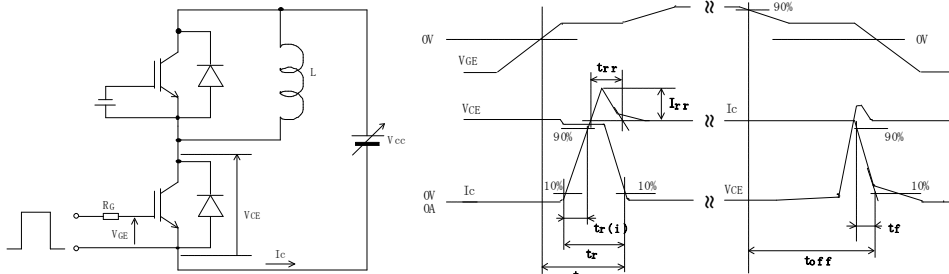 L
Vcc
RG
VGE
VCE
Ic
0V
VGE
90%
0V
trr
Irr
VCE
Ic
90%
90%
Ic
10%
10%
VCE
10%
0V
0A
tr(i)
tf
tr
toff